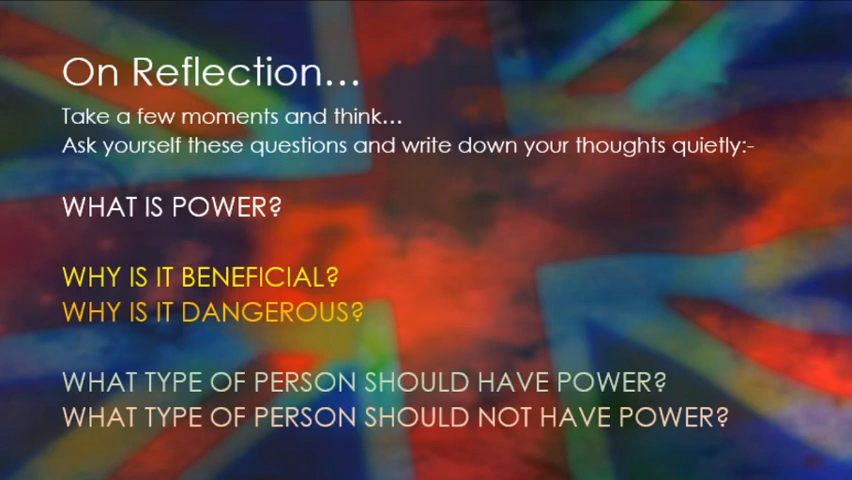 On Reflection...
Take a few moments and think...
Ask yourself these questions and write down your thoughts quietly:-
WHAT IS POWER?
WHY IS IT BENEFICIAL?
WHY IS IT DANGEROUS?
WHAT TYPE OF PERSON SHOULD HAVE POWER?
WHAT TYPE OF PERSON SHOULD NOT HAVE POWER?